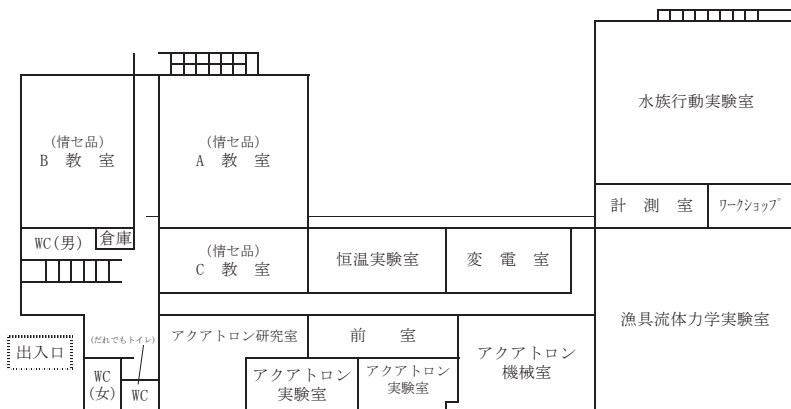 水族行動実験室
(情セ品)
B 教 室
(情セ品)
A 教 室
計 測 室
ワークショップ
WC(男)
倉庫
(情セ品)
C 教 室
恒温実験室
変 電 室
漁具流体力学実験室
アクアトロン研究室
前 室
(だれでもトイレ)
出入口
アクアトロン
機械室
WC
(女)
WC
アクアトロン
実験室
アクアトロン
実験室